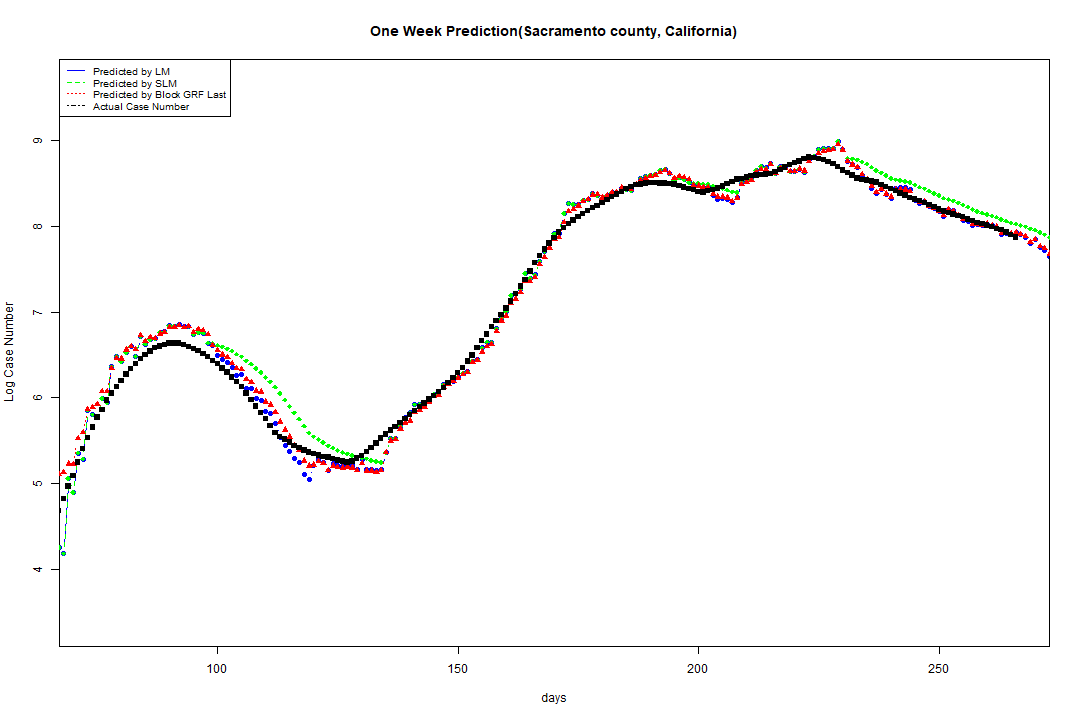 One Week Prediction(Sacramento county, California)
Predicted by LM
Predicted by SLM
Predicted by Block GRF Last
Actual Case Number
9
8
7
6
5
4
Log Case Number
100 150 200 250
days